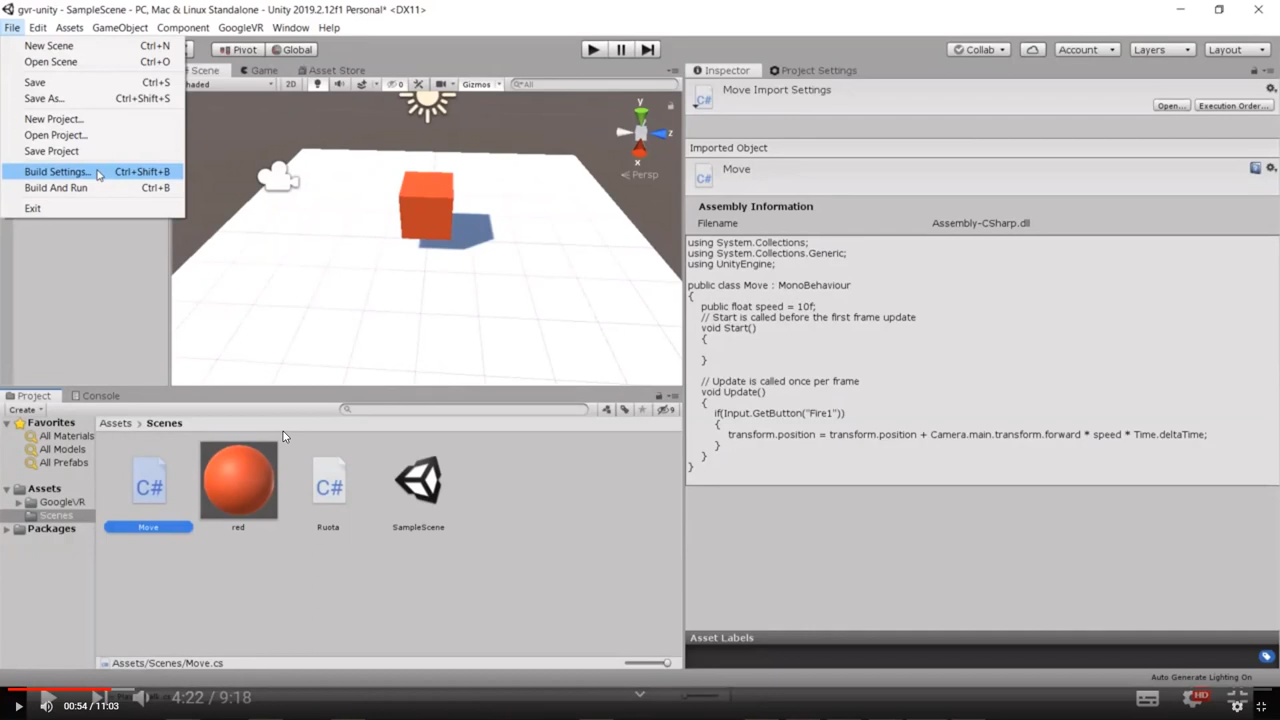 gvr-unity - SampleScene - PC, Mac & Linux Standalone - Unity 2019.2.12f1 Personal* <DX11>
File Edit Assets GameObject Component GoogleVR Window Help
New Scene Ctrl+N
Open Scene Ctrl+O
Save Ctrl+S
Save As... Ctrl+Shift+S
New Project...
Open Project...
Save Project
Build Settings... Ctrl+Shift+B
Build And Run Ctrl+B
Exit
Pivot Global
Collab Account Layers Layout
Scene Game Asset Store
haded 2D 0 Gizmos All
y
z
x
Persp
Inspector Project Settings
Move Import Settings
Open... Execution Order...
Imported Object
Move
Assembly Information
Filename Assembly-CSharp.dll
using System.Collections;
using System.Collections.Generic;
using UnityEngine;
public class Move : MonoBehaviour
{
public float speed = 10f;
// Start is called before the first frame update
void Start()
{
}
// Update is called once per frame
void Update()
{
if(Input.GetButton("Fire1"))
{
transform.position = transform.position + Camera.main.transform.forward * speed * Time.deltaTime;
}
}
}
Project Console
Create
9
Favorites
All Materials
All Models
All Prefabs
Assets
GoogleVR
Scenes
Packages
Assets Scenes
C#
C#
Move
red
Ruota
SampleScene
Assets/Scenes/Move.cs
Asset Labels
Auto Generate Lighting On
4:22 / 9:18
HD
00:54 / 11:03